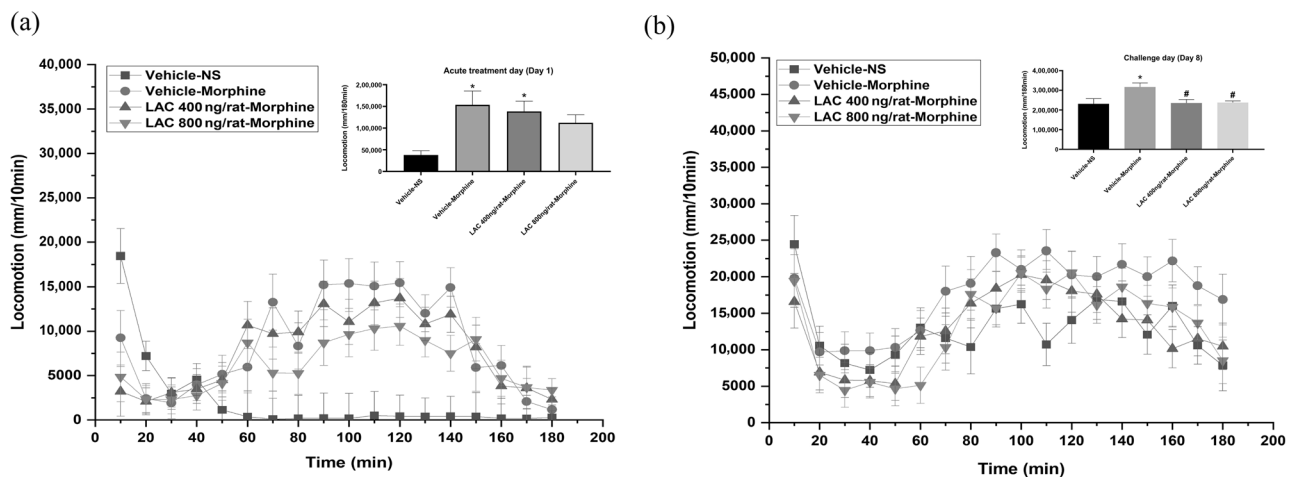 (a)
Vehicle-NS
Vehicle-Morphine
LAC 400 ng/rat-Morphine
LAC 800 ng/rat-Morphine
Acute treatment day (Day 1)
Locomotion (mm/180min)
2,00,000
1,50,000
1,00,000
50,000
0
*
*
Vehicle-NS
Vehicle-Morphine
LAC 400ng/rat-Morphine
LAC 800ng/rat-Morphine
Locomotion (mm/10min)
40,000
35,000
30,000
25,000
20,000
15,000
10,000
5000
0
0 20 40 60 80 100 120 140 160 180 200
Time (min)
(b)
Vehicle-NS
Vehicle-Morphine
LAC 400 ng/rat-Morphine
LAC 800 ng/rat-Morphine
Challenge day (Day 8)
Locomotion (mm/180min)
4,00,000
3,00,000
2,00,000
1,00,000
0
*
#
#
Vehicle-NS
Vehicle-Morphine
LAC 400ng/rat-Morphine
LAC 800ng/rat-Morphine
Locomotion (mm/10min)
50,000
45,000
40,000
35,000
30,000
25,000
20,000
15,000
10,000
5000
0
0 20 40 60 80 100 120 140 160 180 200
Time (min)